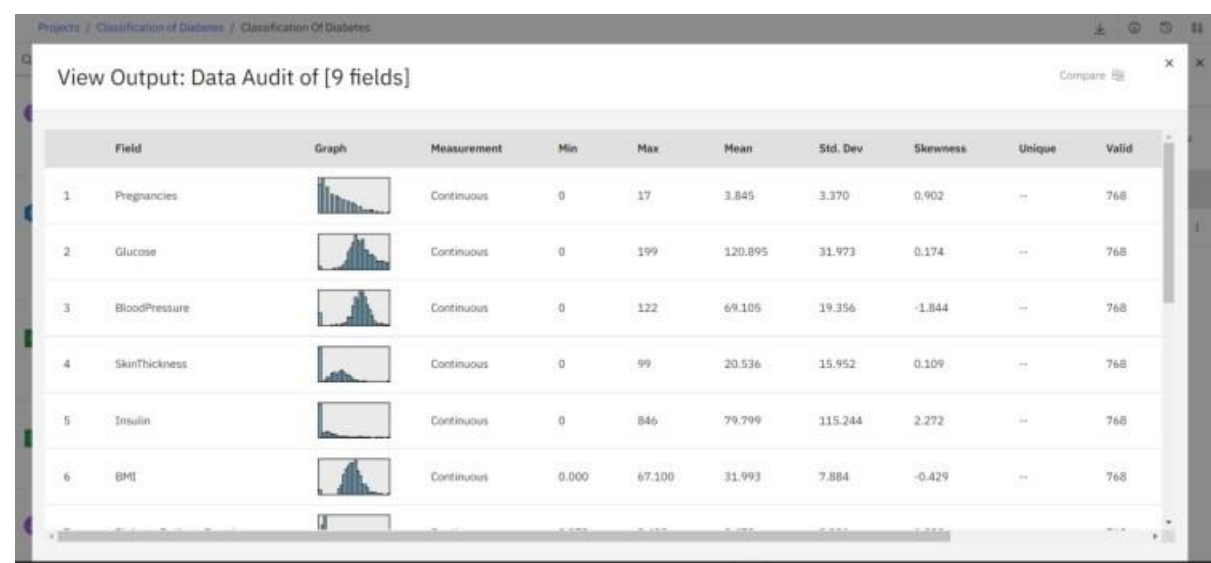 Projects / Classification of Diabetes / Classification Of Diabetes
View Output: Data Audit of [9 fields]
Compare
Field Graph Measurement Min Max Mean Std. Dev Skewness Unique Valid
1 Pregnancies Continuous 0 17 3.845 3.370 0.902 -- 768
2 Glucose Continuous 0 199 120.895 31.973 0.174 -- 768
3 BloodPressure Continuous 0 122 69.105 19.356 -1.844 -- 768
4 SkinThickness Continuous 0 99 20.536 15.952 0.109 -- 768
5 Insulin Continuous 0 846 79.799 115.244 2.272 -- 768
6 BMI Continuous 0.000 67.100 31.993 7.884 -0.429 -- 768